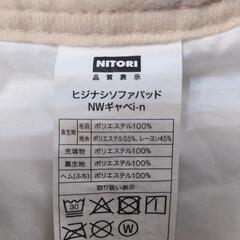 NITORI
品質表示
ヒジナシソファパッド
NWギャベi-n
表生地 毛羽 ポリエステル100%
地糸 ポリエステル55%、レーヨン45%
充填物 ポリエステル100%
裏生地 ポリエステル100%
ヘム(ふち) ポリエステル100%
取り扱い表示
30
W